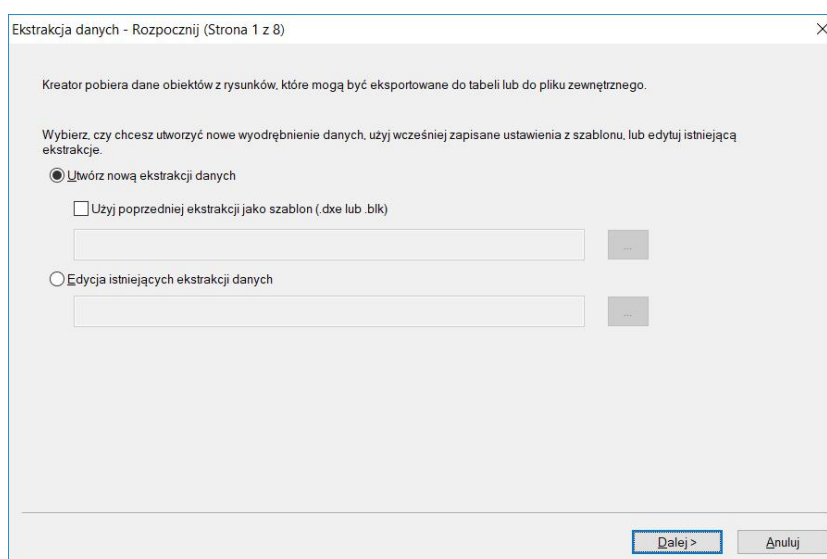 Ekstrakcja danych - Rozpocznij (Strona 1 z 8)
Kreator pobiera dane obiektów z rysunków, które mogą być eksportowane do tabeli lub do pliku zewnętrznego.
Wybierz, czy chcesz utworzyć nowe wyodrębnienie danych, użyj wcześniej zapisane ustawienia z szablonu, lub edytuj istniejącą
ekstrakcje.
Utwórz nową ekstrakcji danych
Użyj poprzedniej ekstrakcji jako szablon (.dxe lub .blk)
...
Edycja istniejących ekstrakcji danych
...
Dalej >
Anuluj